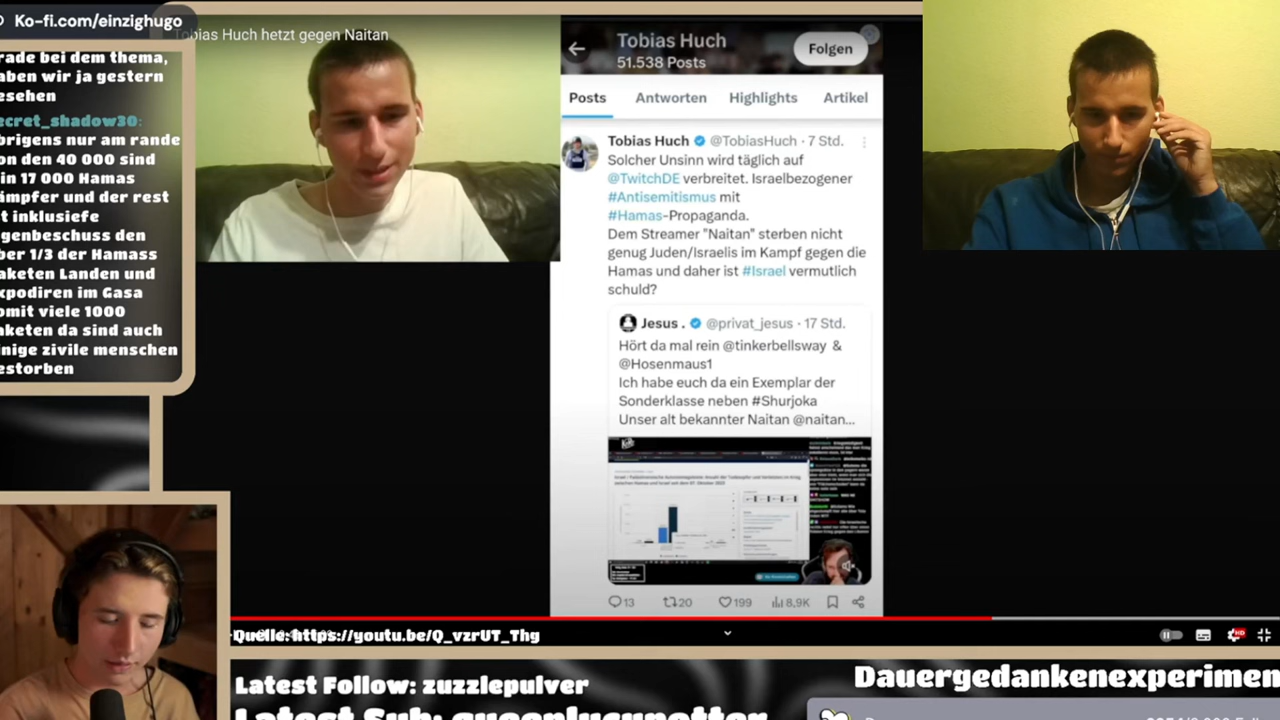 Ko-fi.com/einzighugo
rade bei dem thema,
aben wir ja gestern
esehen
ecret_shadow30:
brigens nur am rande
on den 40 000 sind
in 17 000 Hamas
ämpfer und der rest
t inklusiefe
genbeschuss den
ber 1/3 der Hamass
aketen Landen und
xpodiren im Gasa
omit viele 1000
aketen da sind auch
inige zivile menschen
estorben
Tobias Huch hetzt gegen Naitan
Tobias Huch
51.538 Posts
Folgen
Posts Antworten Highlights Artikel
Tobias Huch @TobiasHuch · 7 Std.
Solcher Unsinn wird täglich auf
@TwitchDE verbreitet. Israelbezogener
#Antisemitismus mit
#Hamas-Propaganda.
Dem Streamer "Naitan" sterben nicht
genug Juden/Israelis im Kampf gegen die
Hamas und daher ist #Israel vermutlich
schuld?
Jesus . @privat_jesus · 17 Std.
Hört da mal rein @tinkerbellsway &
@Hosenmaus1
Ich habe euch da ein Exemplar der
Sonderklasse neben #Shurjoka
Unser alt bekannter Naitan @naitan...
13 20 199 8,9K
Quelle: https://youtu.be/Q_vzrUT_Thg
HD
Latest Follow: zuzzlepulver
Latest Sub: queenlucypotter
Dauergedankenexperimen